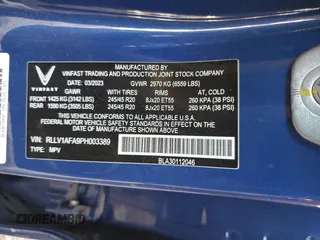 VINFAST
MANUFACTURED BY:
VINFAST TRADING AND PRODUCTION JOINT STOCK COMPANY
03/2023 GVWR 2970 KG (6559 LBS)
GAWR TIRES RIMS AT, COLD
FRONT 1425 KG (3142 LBS) 245/45 R20 8Jx20 ET55 260 KPA (38 PSI)
REAR 1590 KG (3505 LBS) 245/45 R20 8Jx20 ET55 260 KPA (38 PSI)
THIS VEHICLE CONFORMS TO ALL APPLICABLE
U.S. FEDERAL MOTOR VEHICLE SAFETY
STANDARDS IN EFFECT ON THE DATE OF
MANUFACTURE SHOWN ABOVE.
VIN: RLLV1AFA9PH003389
TYPE: MPV
BLA30112046
IDREAMBID